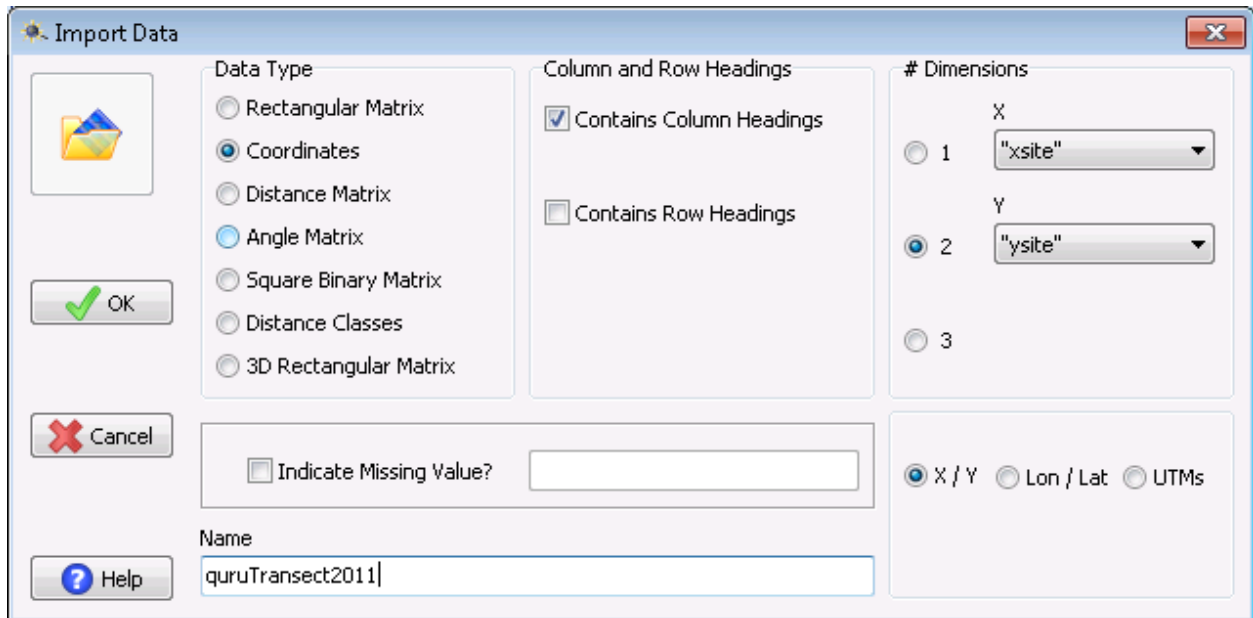 Import Data
Data Type
Rectangular Matrix
Coordinates
Distance Matrix
Angle Matrix
Square Binary Matrix
Distance Classes
3D Rectangular Matrix
Column and Row Headings
Contains Column Headings
Contains Row Headings
# Dimensions
X
1 "xsite"
Y
2 "ysite"
3
OK
Cancel
Help
Indicate Missing Value?
X / Y Lon / Lat UTMs
Name
quruTransect2011